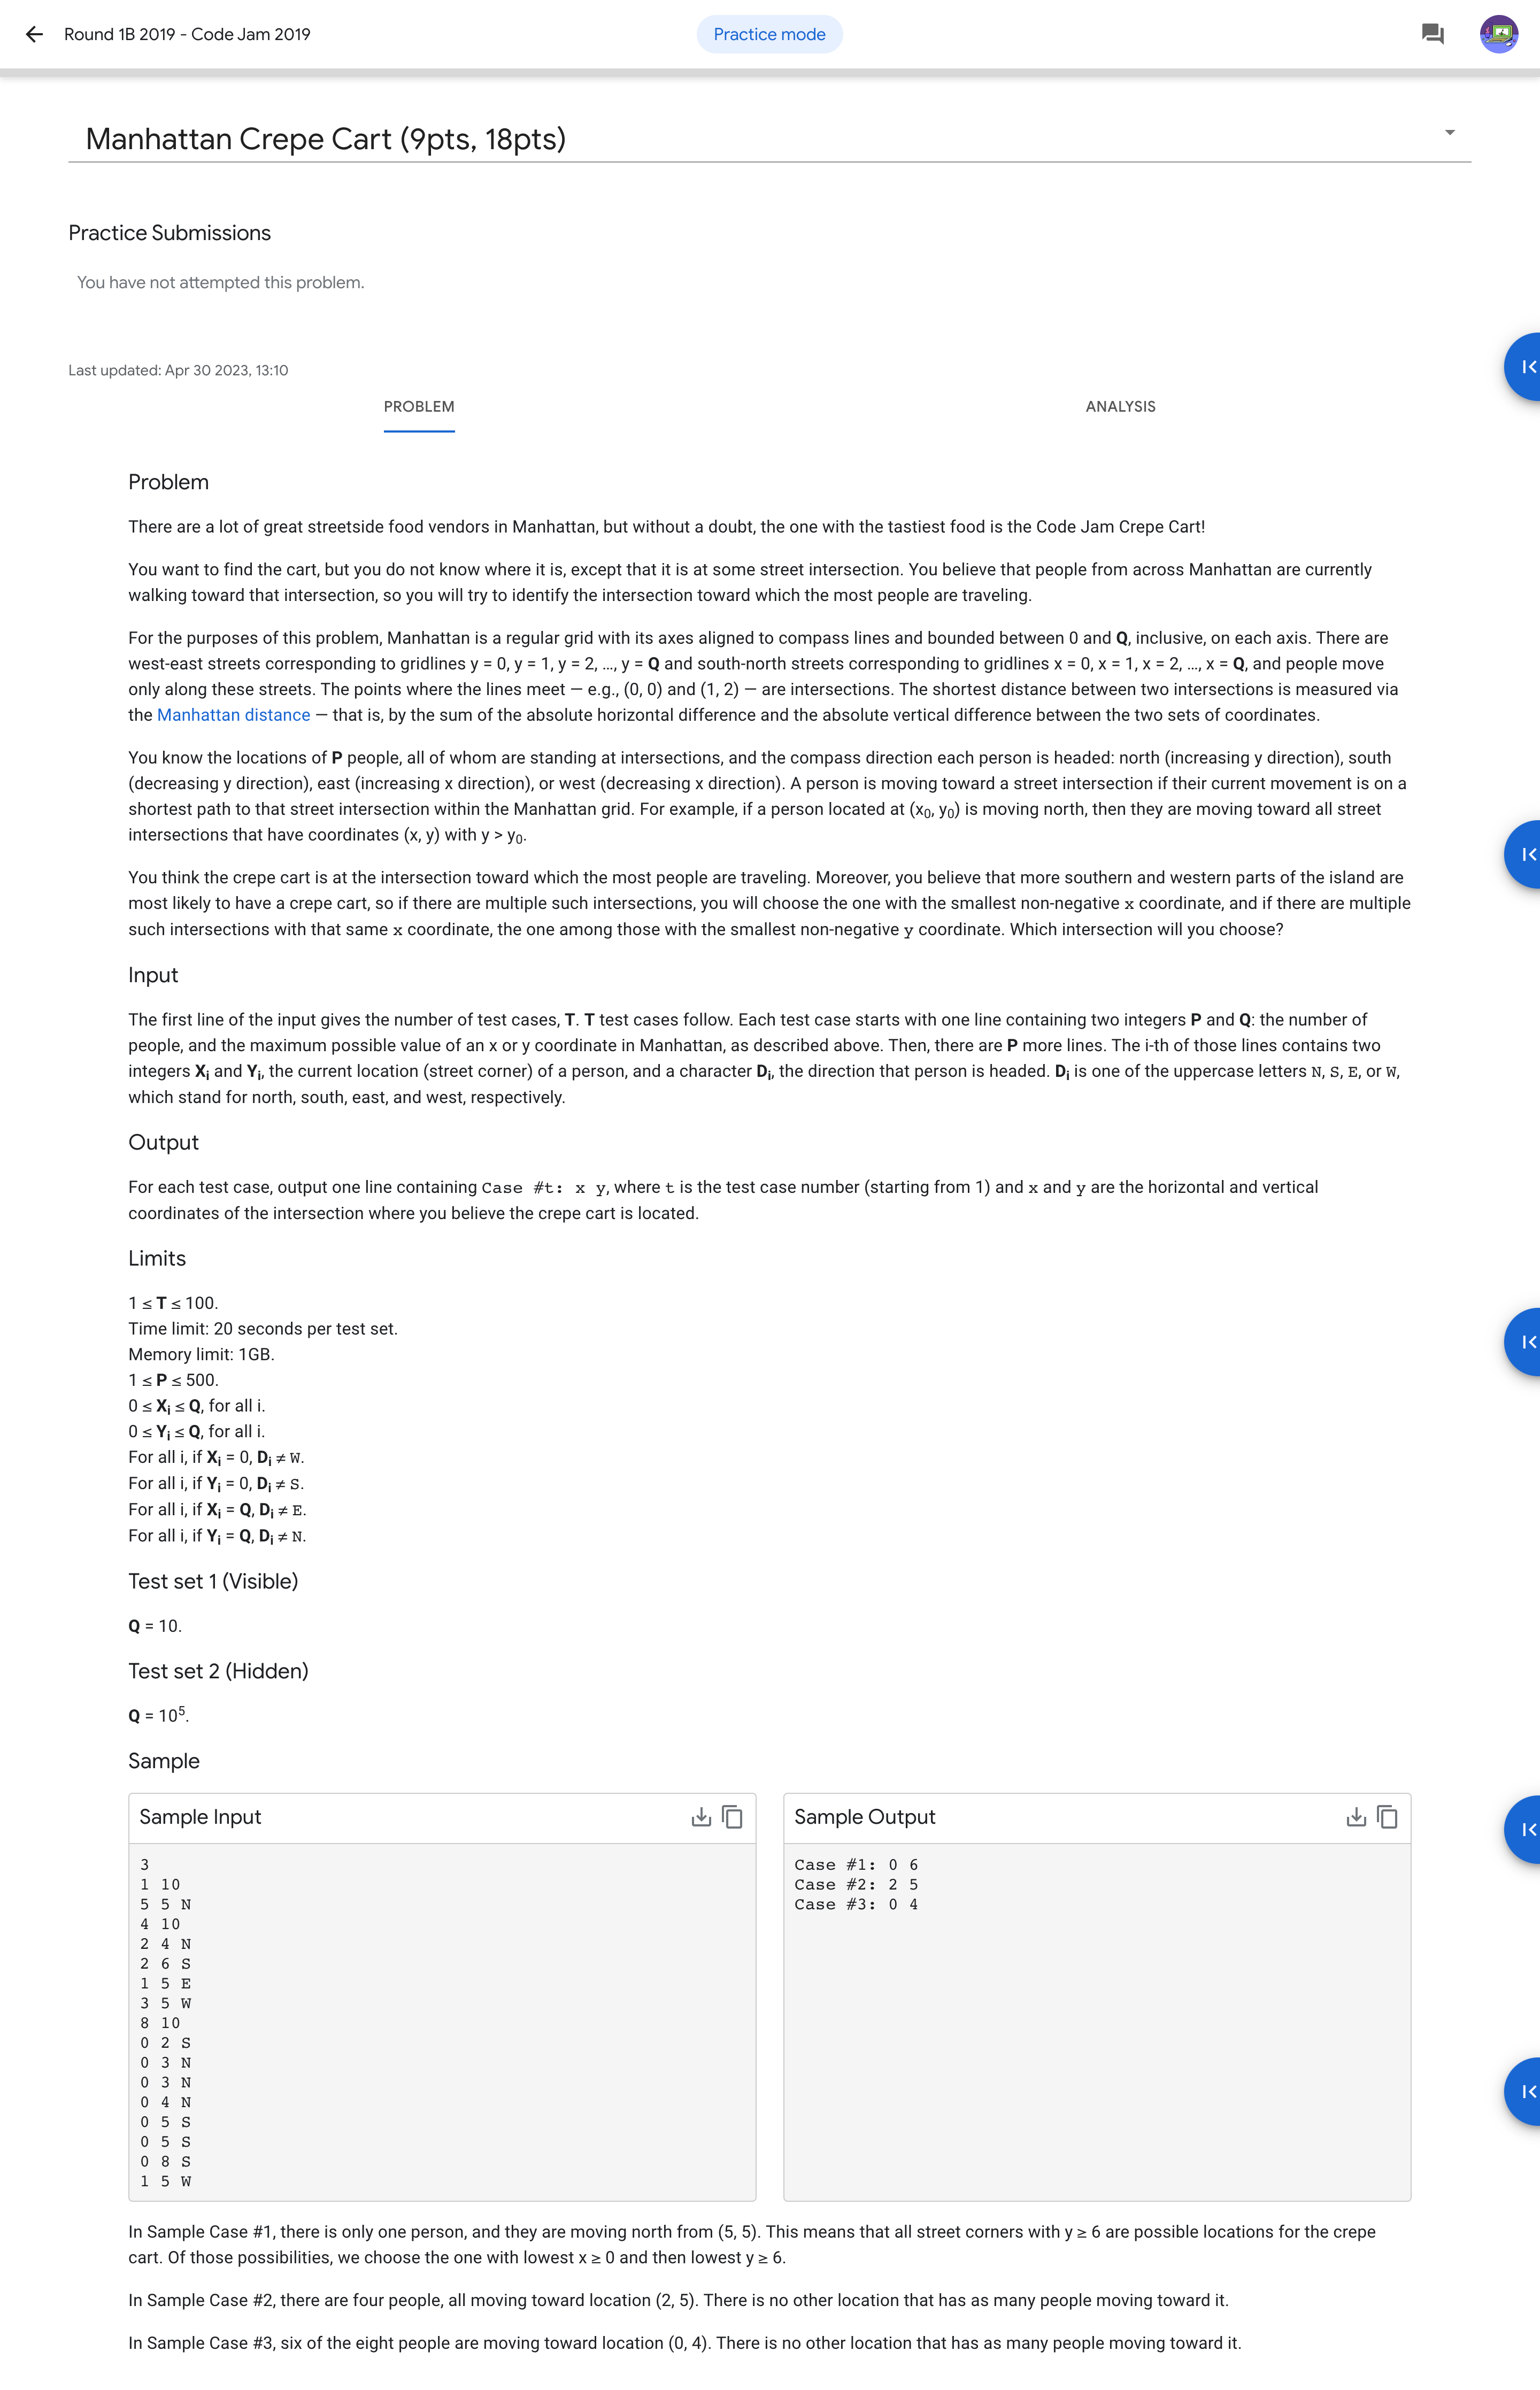 Round 1B 2019 - Code Jam 2019
Practice mode
Manhattan Crepe Cart (9pts, 18pts)
Practice Submissions
You have not attempted this problem.
Last updated: Apr 30 2023, 13:10
PROBLEM
ANALYSIS
Problem
There are a lot of great streetside food vendors in Manhattan, but without a doubt, the one with the tastiest food is the Code Jam Crepe Cart!
You want to find the cart, but you do not know where it is, except that it is at some street intersection. You believe that people from across Manhattan are currently
walking toward that intersection, so you will try to identify the intersection toward which the most people are traveling.
For the purposes of this problem, Manhattan is a regular grid with its axes aligned to compass lines and bounded between 0 and Q, inclusive, on each axis. There are
west-east streets corresponding to gridlines y = 0, y = 1, y = 2, ..., y = Q and south-north streets corresponding to gridlines x = 0, x = 1, x = 2, ..., x = Q, and people move
only along these streets. The points where the lines meet — e.g., (0, 0) and (1, 2) — are intersections. The shortest distance between two intersections is measured via
the Manhattan distance — that is, by the sum of the absolute horizontal difference and the absolute vertical difference between the two sets of coordinates.
You know the locations of P people, all of whom are standing at intersections, and the compass direction each person is headed: north (increasing y direction), south
(decreasing y direction), east (increasing x direction), or west (decreasing x direction). A person is moving toward a street intersection if their current movement is on a
shortest path to that street intersection within the Manhattan grid. For example, if a person located at (x₀, y₀) is moving north, then they are moving toward all street
intersections that have coordinates (x, y) with y > y₀.
You think the crepe cart is at the intersection toward which the most people are traveling. Moreover, you believe that more southern and western parts of the island are
most likely to have a crepe cart, so if there are multiple such intersections, you will choose the one with the smallest non-negative x coordinate, and if there are multiple
such intersections with that same x coordinate, the one among those with the smallest non-negative y coordinate. Which intersection will you choose?
Input
The first line of the input gives the number of test cases, T. T test cases follow. Each test case starts with one line containing two integers P and Q: the number of
people, and the maximum possible value of an x or y coordinate in Manhattan, as described above. Then, there are P more lines. The i-th of those lines contains two
integers Xᵢ and Yᵢ, the current location (street corner) of a person, and a character Dᵢ, the direction that person is headed. Dᵢ is one of the uppercase letters N, S, E, or W,
which stand for north, south, east, and west, respectively.
Output
For each test case, output one line containing Case #t: x y, where t is the test case number (starting from 1) and x and y are the horizontal and vertical
coordinates of the intersection where you believe the crepe cart is located.
Limits
1 ≤ T ≤ 100.
Time limit: 20 seconds per test set.
Memory limit: 1GB.
1 ≤ P ≤ 500.
0 ≤ Xᵢ ≤ Q, for all i.
0 ≤ Yᵢ ≤ Q, for all i.
For all i, if Xᵢ = 0, Dᵢ ≠ W.
For all i, if Yᵢ = 0, Dᵢ ≠ S.
For all i, if Xᵢ = Q, Dᵢ ≠ E.
For all i, if Yᵢ = Q, Dᵢ ≠ N.
Test set 1 (Visible)
Q = 10.
Test set 2 (Hidden)
Q = 10⁵.
Sample
Sample Input
3
1 10
5 5 N
4 10
2 4 N
2 6 S
1 5 E
3 5 W
8 10
0 2 S
0 3 N
0 3 N
0 4 N
0 5 S
0 5 S
0 8 S
1 5 W
Sample Output
Case #1: 0 6
Case #2: 2 5
Case #3: 0 4
In Sample Case #1, there is only one person, and they are moving north from (5, 5). This means that all street corners with y ≥ 6 are possible locations for the crepe
cart. Of those possibilities, we choose the one with lowest x ≥ 0 and then lowest y ≥ 6.
In Sample Case #2, there are four people, all moving toward location (2, 5). There is no other location that has as many people moving toward it.
In Sample Case #3, six of the eight people are moving toward location (0, 4). There is no other location that has as many people moving toward it.